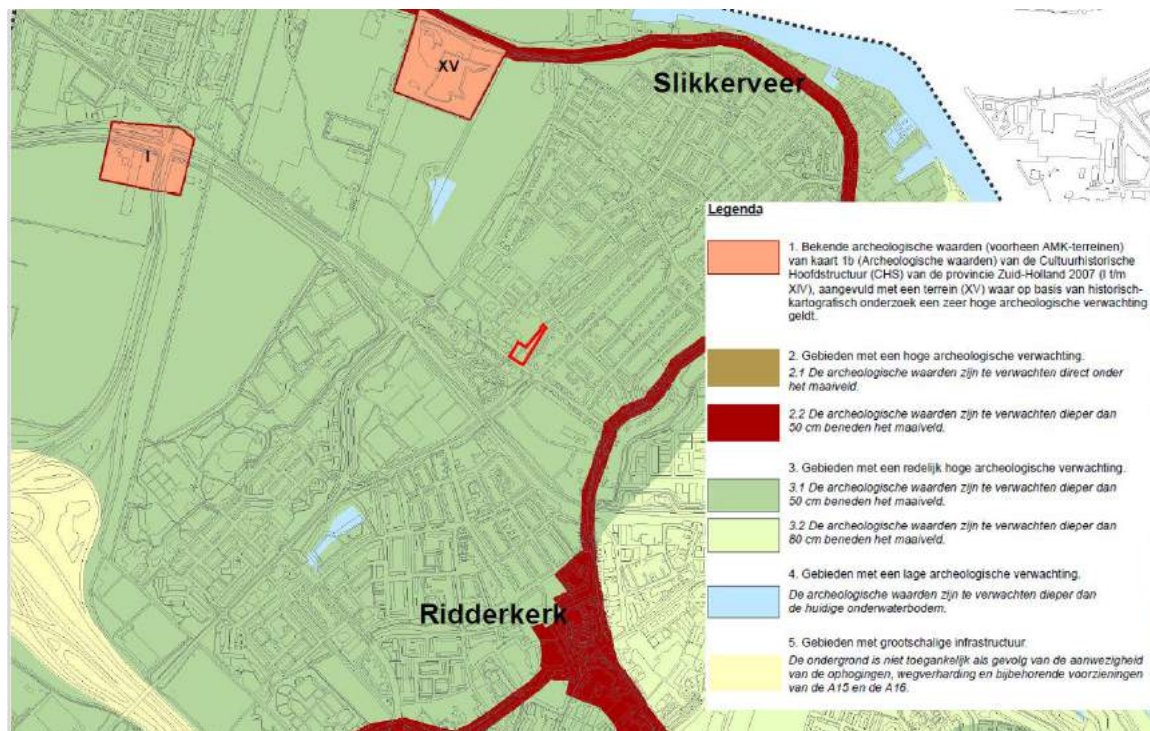 XV
Slikkerveer
I
Legenda
1. Bekende archeologische waarden (voorheen AMK-terreinen)
van kaart 1b (Archeologische waarden) van de Cultuurhistorische
Hoofdstructuur (CHS) van de provincie Zuid-Holland 2007 (I t/m
XIV), aangevuld met een terrein (XV) waar op basis van historisch-
kartografisch onderzoek een zeer hoge archeologische verwachting
geldt.
2. Gebieden met een hoge archeologische verwachting.
2.1 De archeologische waarden zijn te verwachten direct onder
het maaiveld.
2.2 De archeologische waarden zijn te verwachten dieper dan
50 cm beneden het maaiveld.
3. Gebieden met een redelijk hoge archeologische verwachting.
3.1 De archeologische waarden zijn te verwachten dieper dan
50 cm beneden het maaiveld.
3.2 De archeologische waarden zijn te verwachten dieper dan
80 cm beneden het maaiveld.
4. Gebieden met een lage archeologische verwachting.
De archeologische waarden zijn te verwachten dieper dan
de huidige onderwaterbodem.
5. Gebieden met grootschalige infrastructuur.
De ondergrond is niet toegankelijk als gevolg van de aanwezigheid
van de ophogingen, wegverharding en bijbehorende voorzieningen
van de A15 en de A16.
Ridderkerk